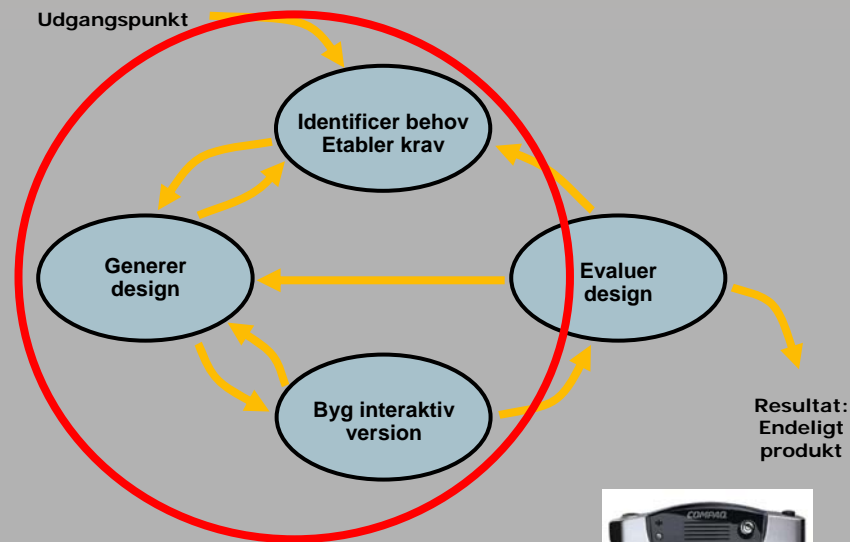 Udgangspunkt
Identificer behov
Etabler krav
Generer
design
Evaluer
design
Byg interaktiv
version
Resultat:
Endeligt
produkt
COMPAQ